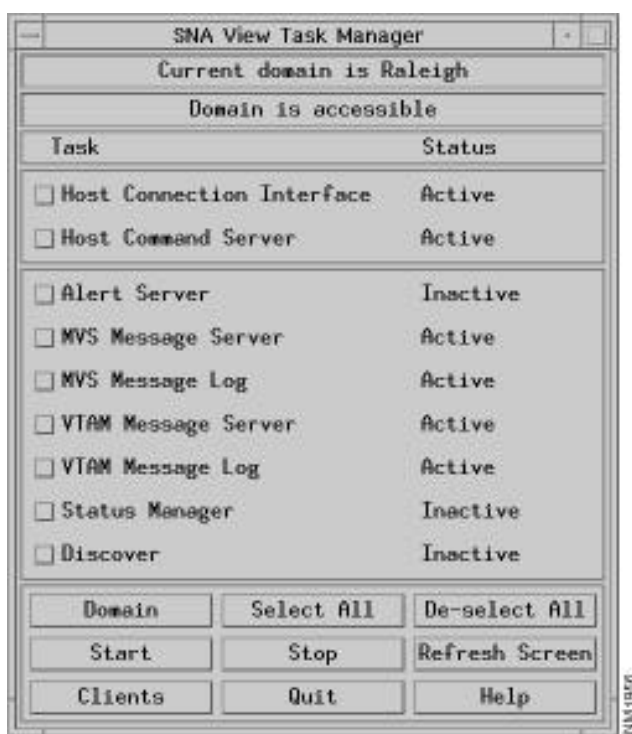 SNA View Task Manager
Current domain is Raleigh
Domain is accessible
Task Status
Host Connection Interface Active
Host Command Server Active
Alert Server Inactive
MVS Message Server Active
MVS Message Log Active
VTAM Message Server Active
VTAM Message Log Active
Status Manager Inactive
Discover Inactive
Domain Select All De-select All
Start Stop Refresh Screen
Clients Quit Help